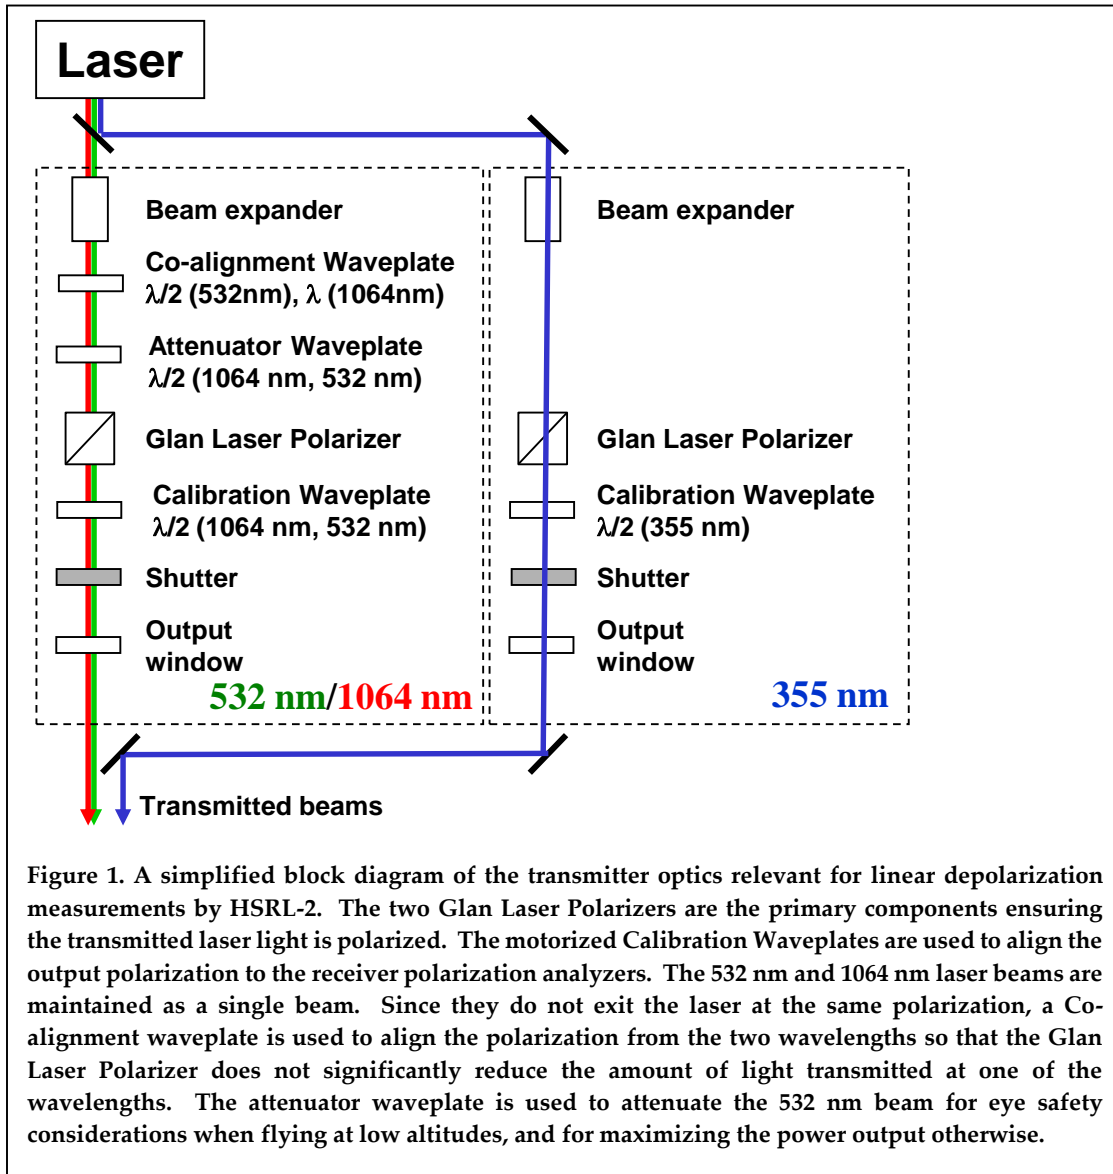 Laser
Beam expander
Co-alignment Waveplate
λ/2 (532nm), λ (1064nm)
Attenuator Waveplate
λ/2 (1064 nm, 532 nm)
Glan Laser Polarizer
Calibration Waveplate
λ/2 (1064 nm, 532 nm)
Shutter
Output
window
532 nm/1064 nm
Beam expander
Glan Laser Polarizer
Calibration Waveplate
λ/2 (355 nm)
Shutter
Output
window
355 nm
Transmitted beams
Figure 1. A simplified block diagram of the transmitter optics relevant for linear depolarization
measurements by HSRL-2. The two Glan Laser Polarizers are the primary components ensuring
the transmitted laser light is polarized. The motorized Calibration Waveplates are used to align the
output polarization to the receiver polarization analyzers. The 532 nm and 1064 nm laser beams are
maintained as a single beam. Since they do not exit the laser at the same polarization, a Co-
alignment waveplate is used to align the polarization from the two wavelengths so that the Glan
Laser Polarizer does not significantly reduce the amount of light transmitted at one of the
wavelengths. The attenuator waveplate is used to attenuate the 532 nm beam for eye safety
considerations when flying at low altitudes, and for maximizing the power output otherwise.